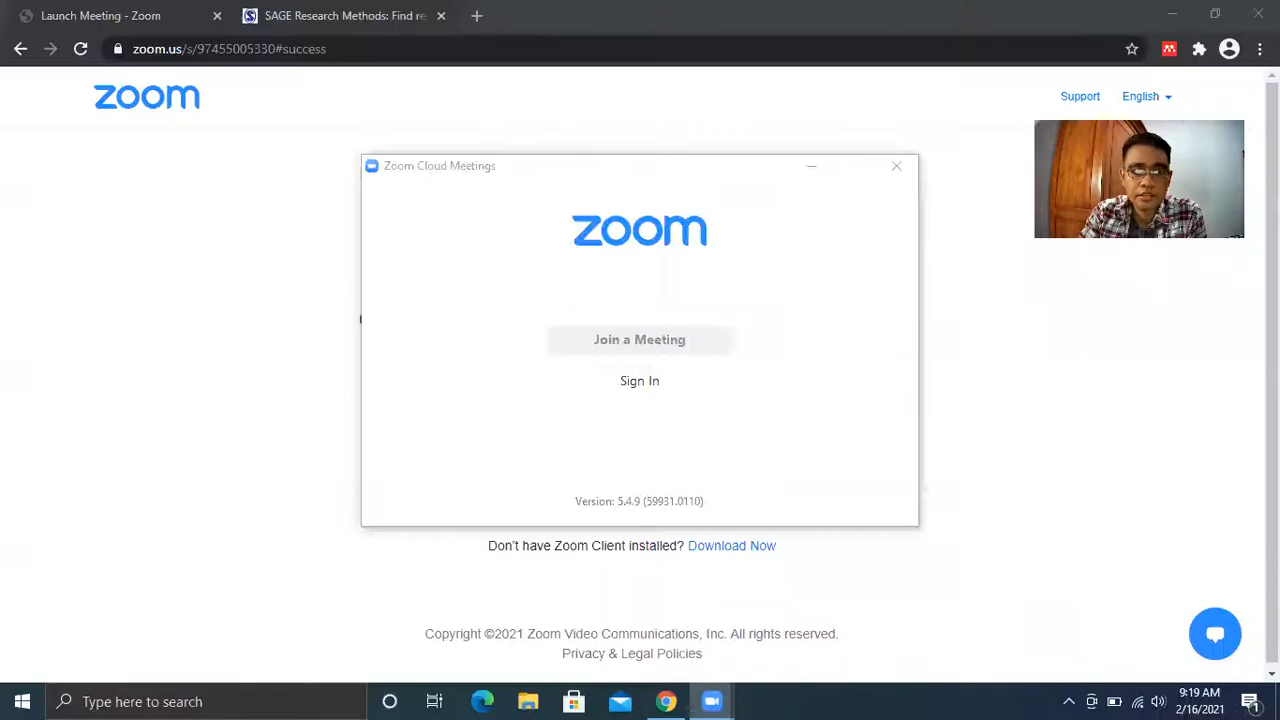 Launch Meeting - Zoom
SAGE Research Methods: Find re
zoom.us/s/97455005330#success
zoom
Support
English
Zoom Cloud Meetings
zoom
Join a Meeting
Sign In
Version: 5.4.9 (59931.0110)
Don't have Zoom Client installed? Download Now
Copyright ©2021 Zoom Video Communications, Inc. All rights reserved.
Privacy & Legal Policies
Type here to search
9:19 AM
2/16/2021
1